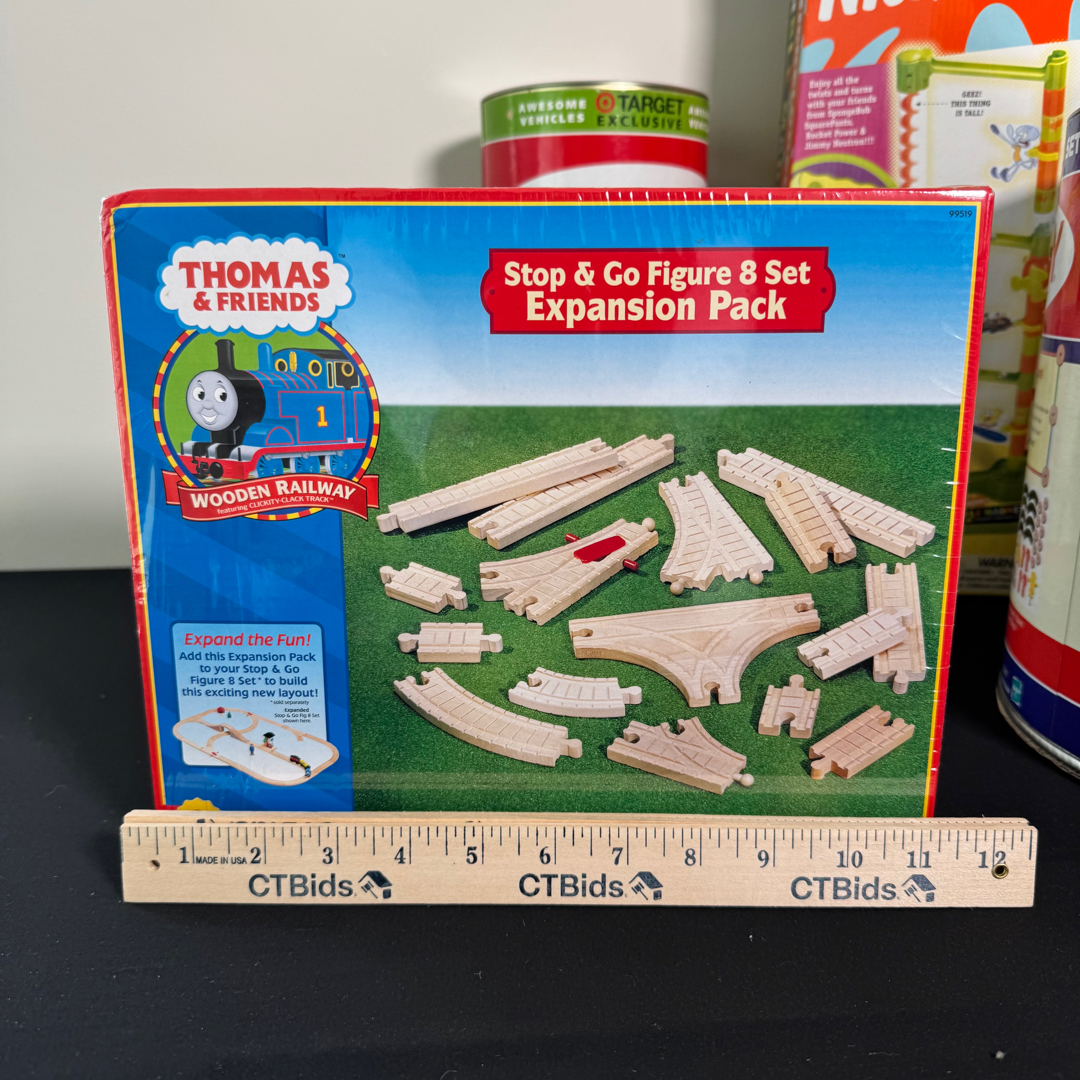 AWESOME
VEHICLES
TARGET
EXCLUSIVE
Enjoy all the
twists and turns
with your friends
from SpongeBob
SquarePants,
Rocket Power &
Jimmy Neutron!!!
GEEZ!
THIS THING
IS TALL!
99519
THOMAS
& FRIENDS
™
Stop & Go Figure 8 Set
Expansion Pack
1
WOODEN RAILWAY
featuring CLICKITY-CLACK TRACK™
Expand the Fun!
Add this Expansion Pack
to your Stop & Go
Figure 8 Set* to build
this exciting new layout!
*sold separately
Expanded
Stop & Go Fig 8 Set
shown here.
1 MADE IN USA 2 3 4 5 6 7 8 9 10 11 12
CTBids. CTBids. CTBids.